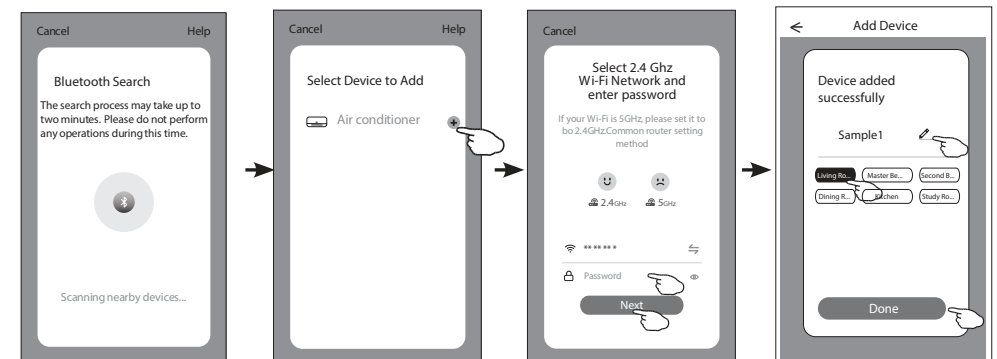 Cancel Help
Bluetooth Search
The search process may take up to
two minutes. Please do not perform
any operations during this time.
Scanning nearby devices...
Cancel Help
Select Device to Add
Air conditioner
Cancel
Select 2.4 Ghz
Wi-Fi Network and
enter password
If your Wi-Fi is 5GHz, please set it to
bo 2.4GHz.Common router setting
method
2.4GHz 5GHz
*******
Password
Next
Add Device
Device added
successfully
Sample1
Living Ro... Master Be... Second B...
Dining R... Kitchen Study Ro...
Done